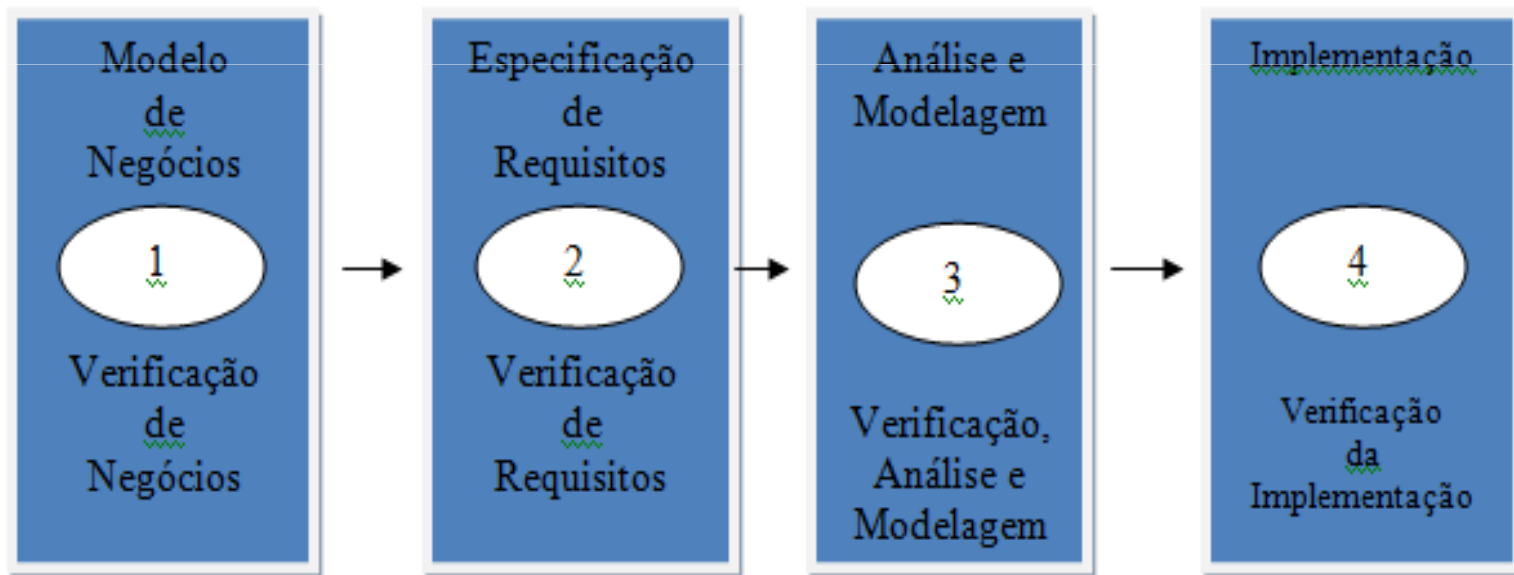 Modelo
de
Negócios
1
Verificação
de
Negócios
Especificação
de
Requisitos
2
Verificação
de
Requisitos
Análise e
Modelagem
3
Verificação,
Análise e
Modelagem
Implementação
4
Verificação
da
Implementação